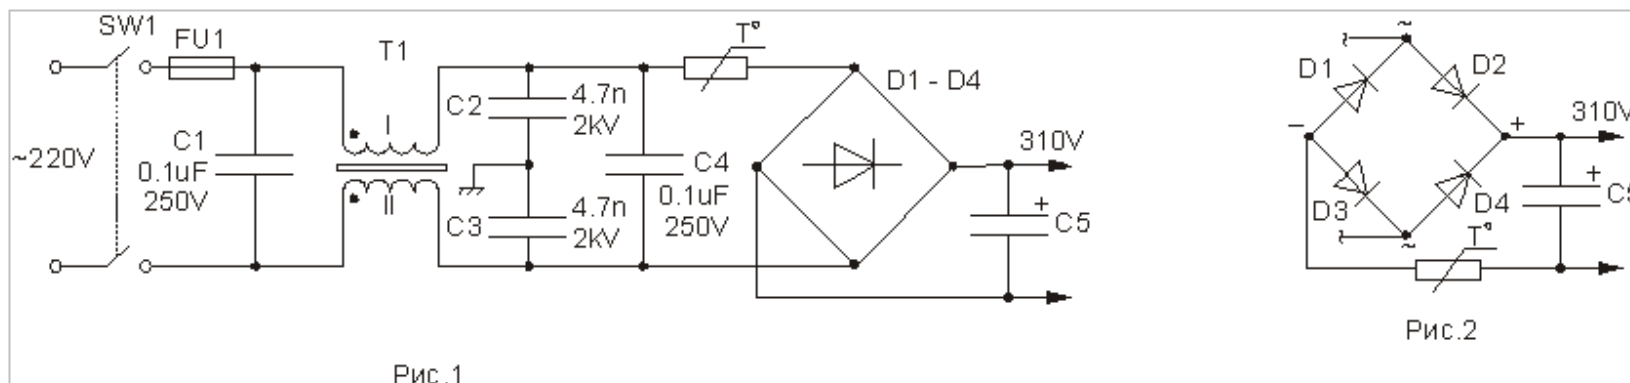 SW1
FU1
T1
T°
D1 - D4
~220V
C1
0.1uF
250V
I
II
C2
4.7n
2kV
C3
4.7n
2kV
C4
0.1uF
250V
310V
+
C5
Рис.1
~
~
D1
D2
−
+
310V
D3
D4
+
C5
~
~
T°
Рис.2